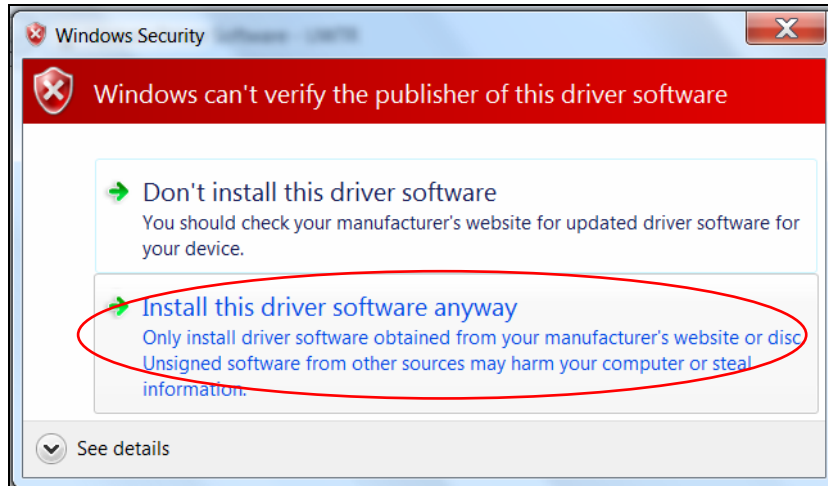 Windows Security
Windows can't verify the publisher of this driver software
Don't install this driver software
You should check your manufacturer's website for updated driver software for
your device.
Install this driver software anyway
Only install driver software obtained from your manufacturer's website or disc
Unsigned software from other sources may harm your computer or steal
information.
See details